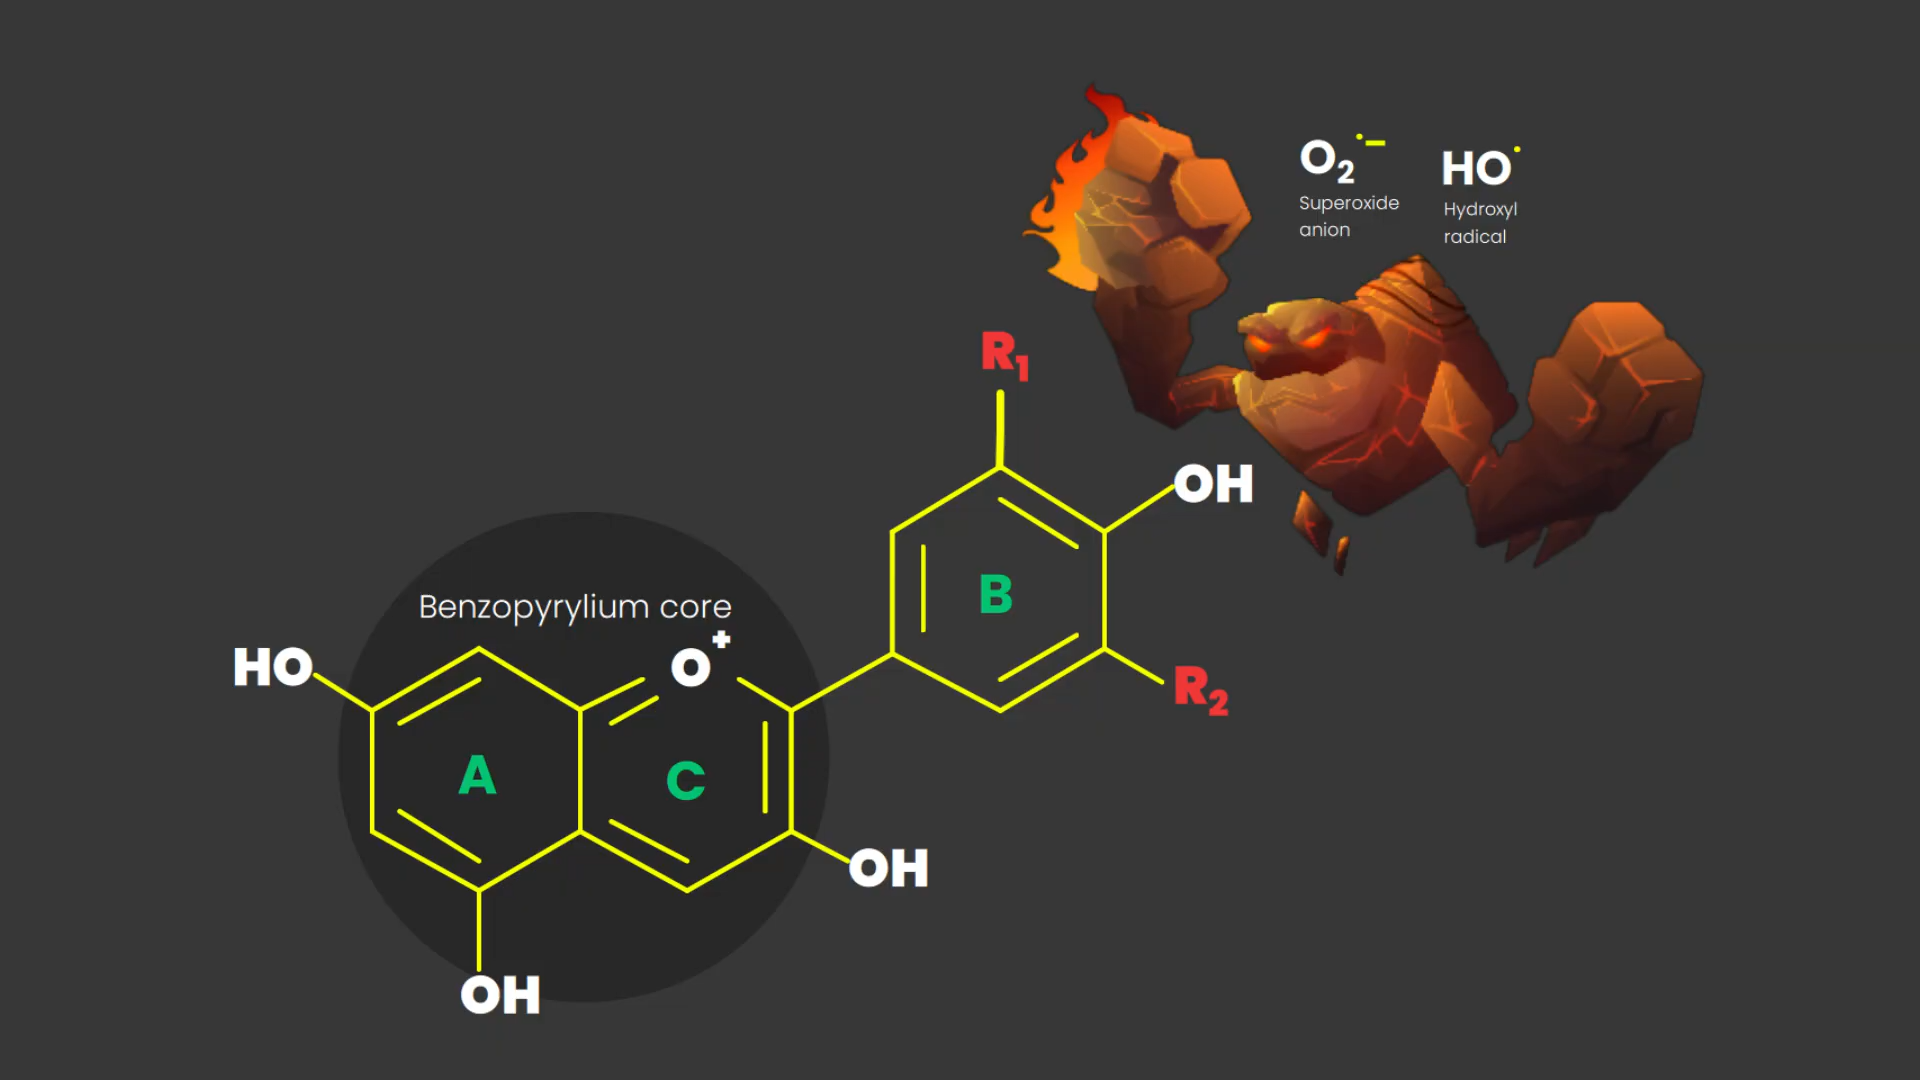 O₂·–
HO·
Superoxide
anion
Hydroxyl
radical
R₁
OH
B
Benzopyrylium core
HO
O⁺
R₂
A
C
OH
OH